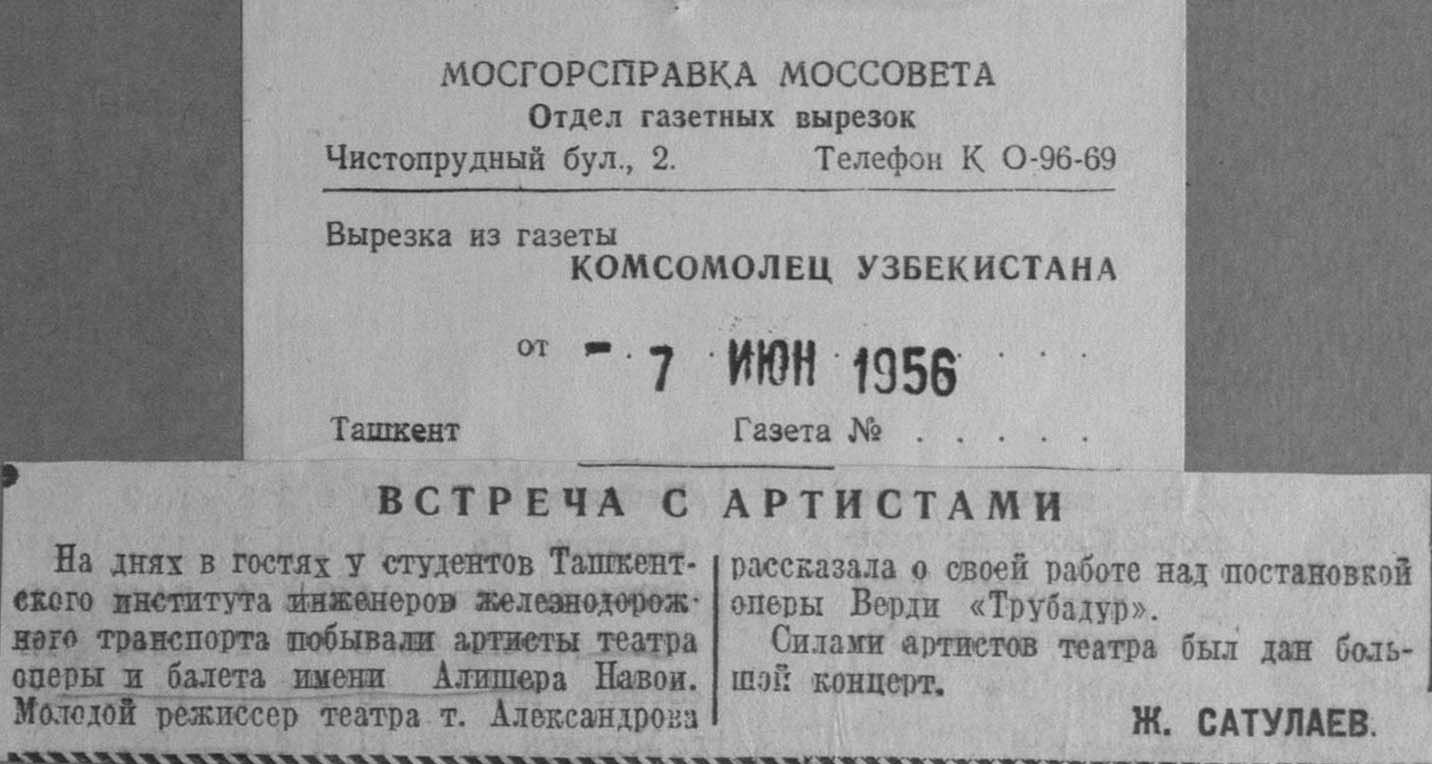 МОСГОРСПРАВКА МОССОВЕТА
Отдел газетных вырезок
Чистопрудный бул., 2. Телефон К 0-96-69
Вырезка из газеты
КОМСОМОЛЕЦ УЗБЕКИСТАНА
от - 7 ИЮН 1956
Ташкент Газета № . . . . .
ВСТРЕЧА С АРТИСТАМИ
На днях в гостях у студентов Ташкент-
ского института инженеров железнодорож-
ного транспорта побывали артисты театра
оперы и балета имени Алишера Навои.
Молодой режиссер театра т. Александрова
рассказала о своей работе над постановкой
оперы Верди «Трубадур».
Силами артистов театра был дан боль-
шой концерт.
Ж. САТУЛАЕВ.